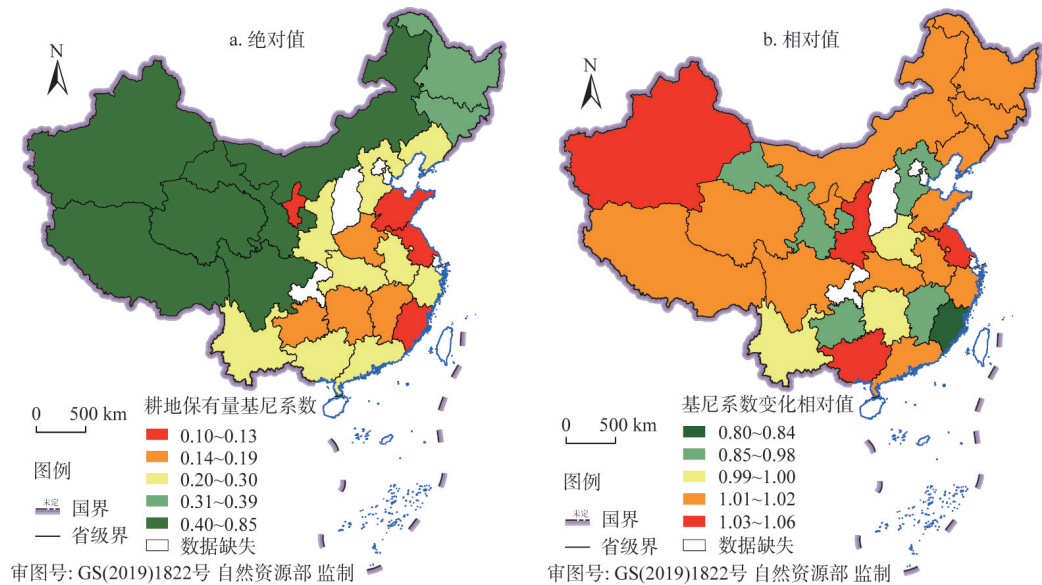 a. 绝对值
N
0 500 km
耕地保有量基尼系数
0.10~0.13
0.14~0.19
0.20~0.30
0.31~0.39
0.40~0.85
数据缺失
图例
未定 国界
省级界
审图号: GS(2019)1822号 自然资源部 监制
b. 相对值
N
0 500 km
基尼系数变化相对值
0.80~0.84
0.85~0.98
0.99~1.00
1.01~1.02
1.03~1.06
数据缺失
图例
未定 国界
省级界
审图号: GS(2019)1822号 自然资源部 监制